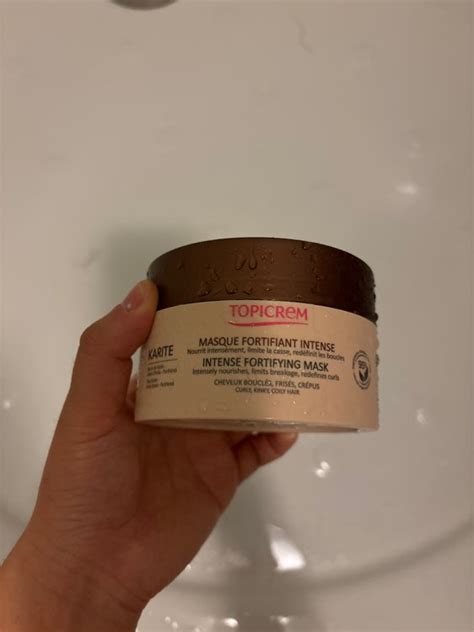 TOPICREM
KARITE
MASQUE FORTIFIANT INTENSE
Nourrit intensément, limite la casse, redéfinit les boucles
INTENSE FORTIFYING MASK
Intensely nourishes, limits breakage, redefines curls
CHEVEUX BOUCLÉS, FRISÉS, CRÉPUS
CURLY, KINKY, COILY HAIR